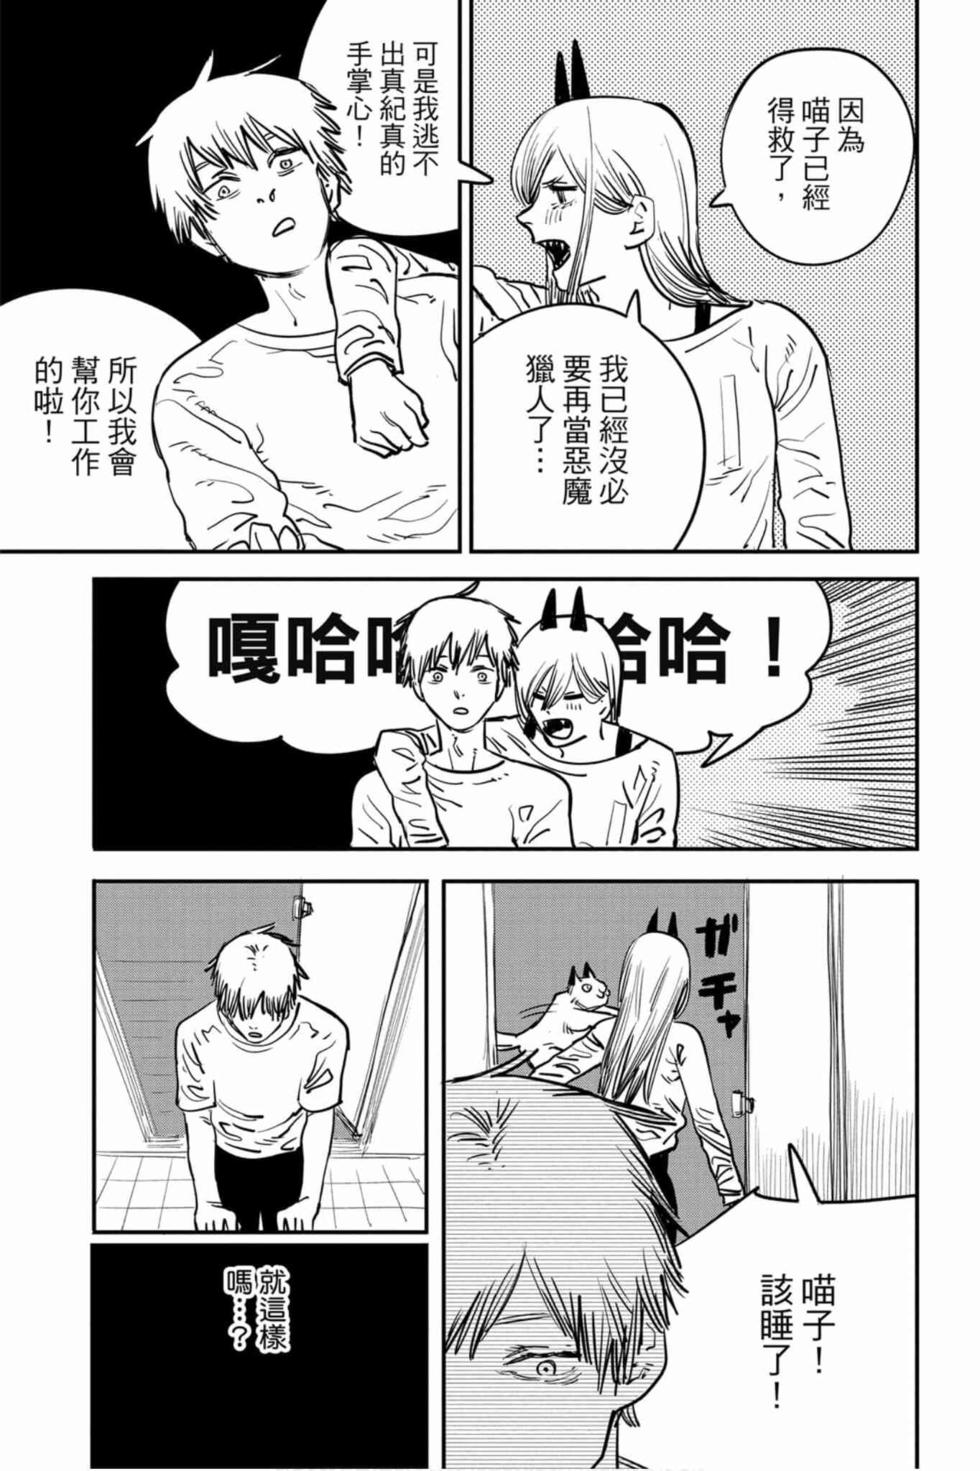 因為
喵子已經
得救了，
我已經沒必
要再當惡魔
獵人了…
可是我逃不
出真紀真的
手掌心！
所以我會
幫你工作
的啦！
嘎哈哈
哈哈！
ガチャ
喵子！
該睡了！
就這樣
嗎…？